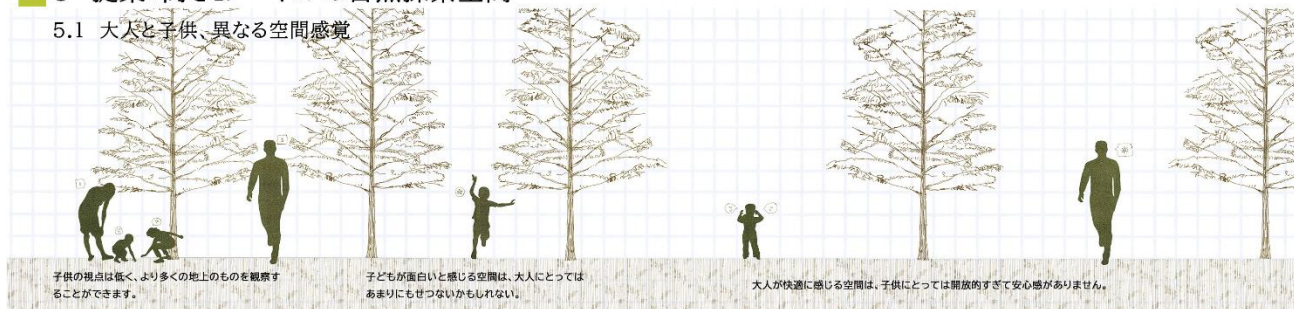 5.1 大人と子供、異なる空間感覚
子供の視点は低く、より多くの地上のものを観察す
ることができます。
子どもが面白いと感じる空間は、大人にとっては
あまりにもせつないかもしれない。
大人が快適に感じる空間は、子供にとっては開放的すぎて安心感がありません。